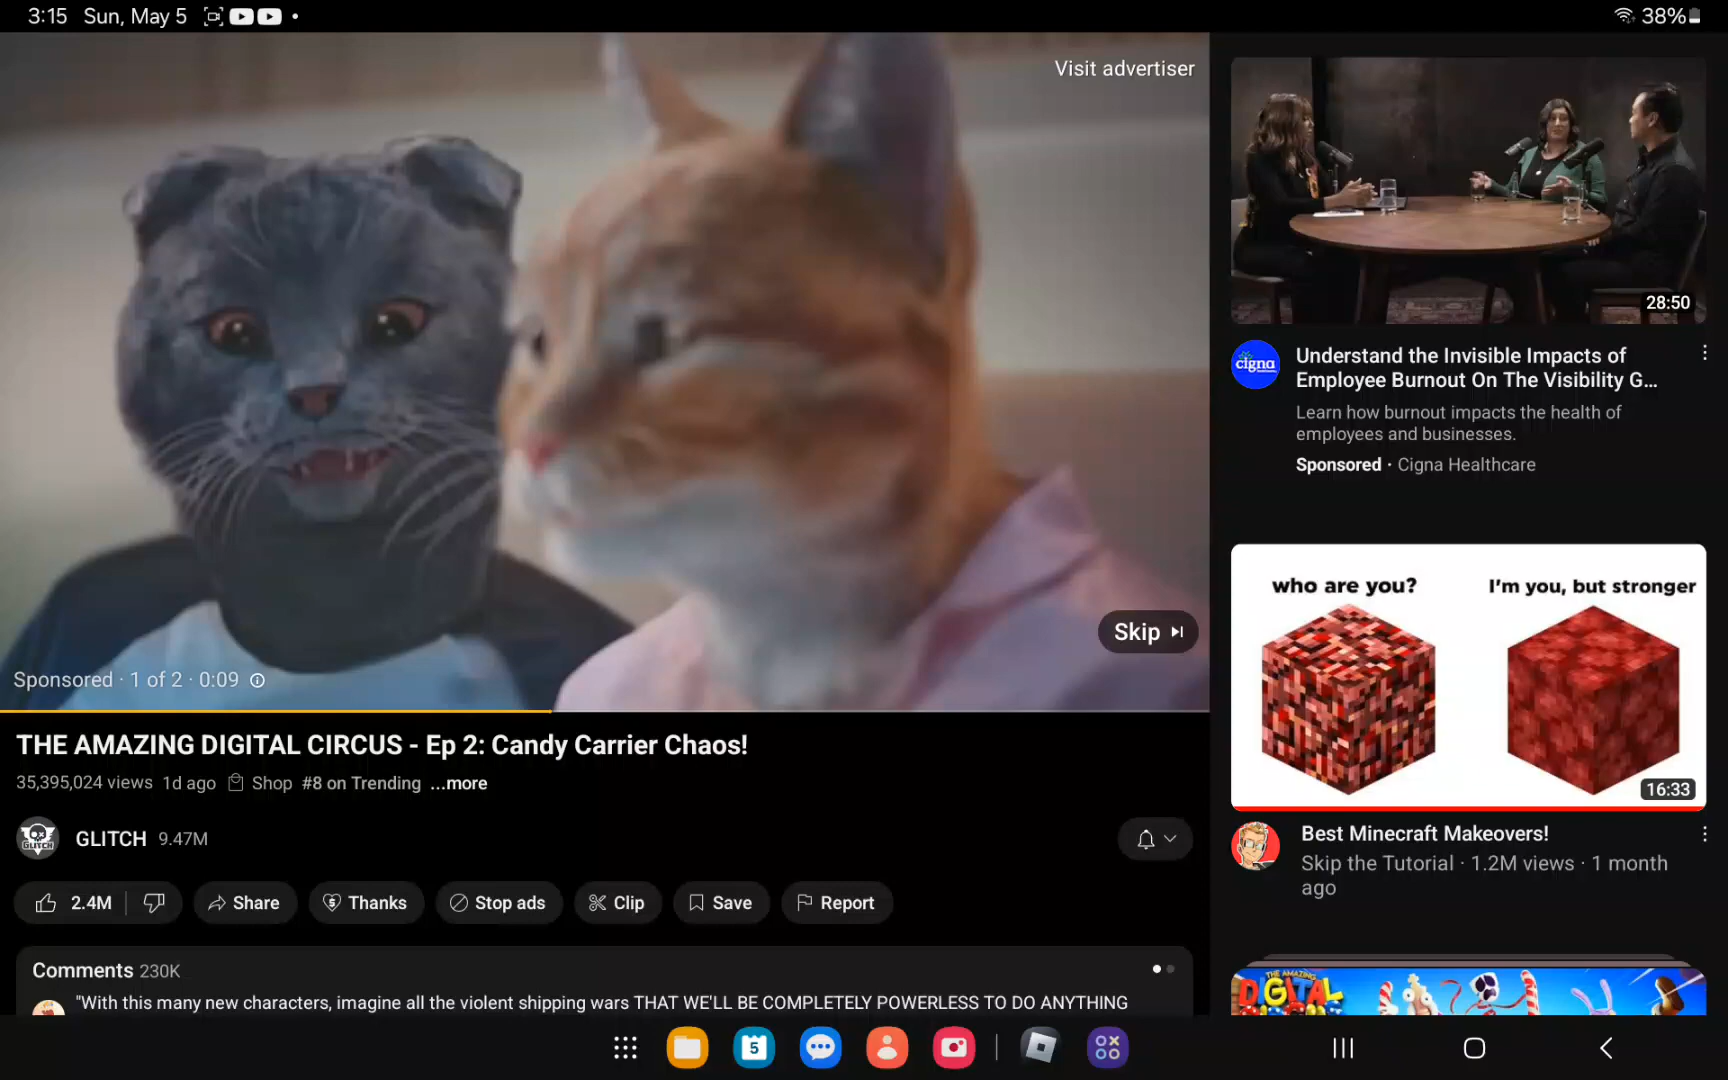 3:15 Sun, May 5
38%
Visit advertiser
Skip
Sponsored · 1 of 2 · 0:09
THE AMAZING DIGITAL CIRCUS - Ep 2: Candy Carrier Chaos!
35,395,024 views 1d ago Shop #8 on Trending ...more
GLITCH
GLITCH 9.47M
2.4M
Share
Thanks
Stop ads
Clip
Save
Report
Comments 230K
"With this many new characters, imagine all the violent shipping wars THAT WE'LL BE COMPLETELY POWERLESS TO DO ANYTHING
28:50
cigna
Understand the Invisible Impacts of
Employee Burnout On The Visibility G...
Learn how burnout impacts the health of
employees and businesses.
Sponsored · Cigna Healthcare
who are you?
I'm you, but stronger
16:33
Best Minecraft Makeovers!
Skip the Tutorial · 1.2M views · 1 month
ago
THE AMAZING
DIGITAL
5